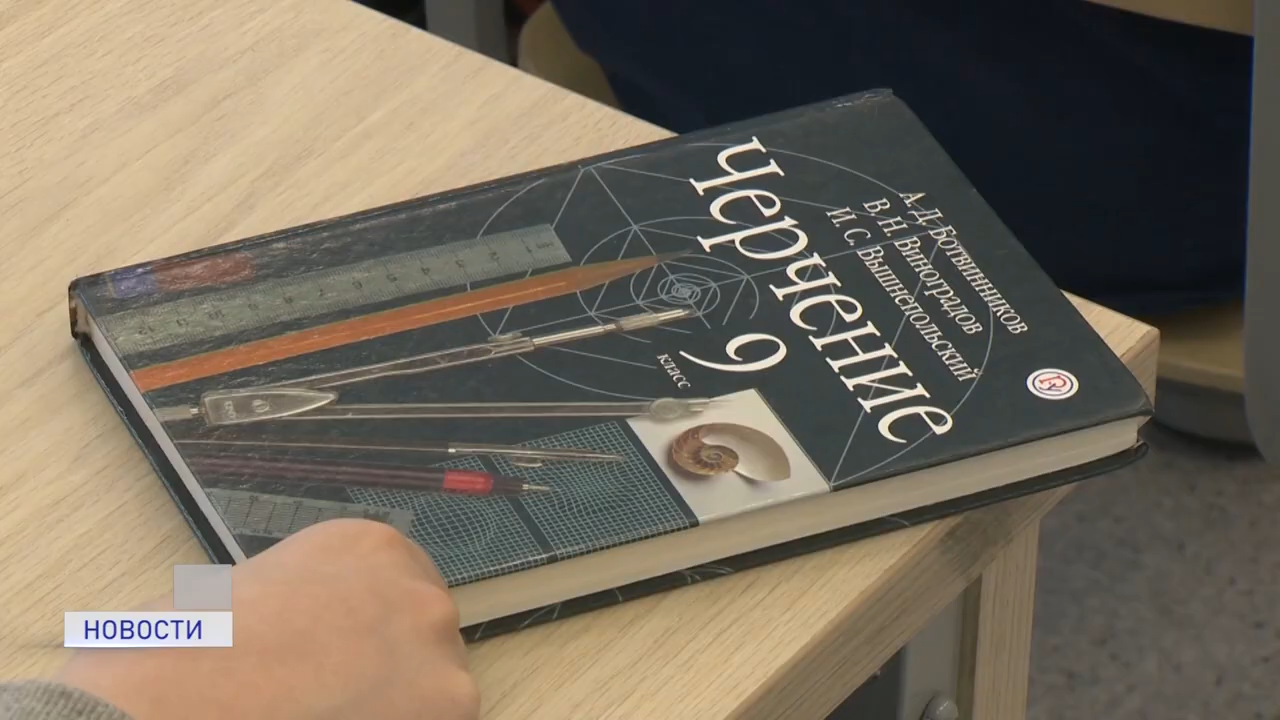 А. Д. Ботвинников
В. Н. Виноградов
И. С. Вышнепольский
Черчение
9
класс
НОВОСТИ